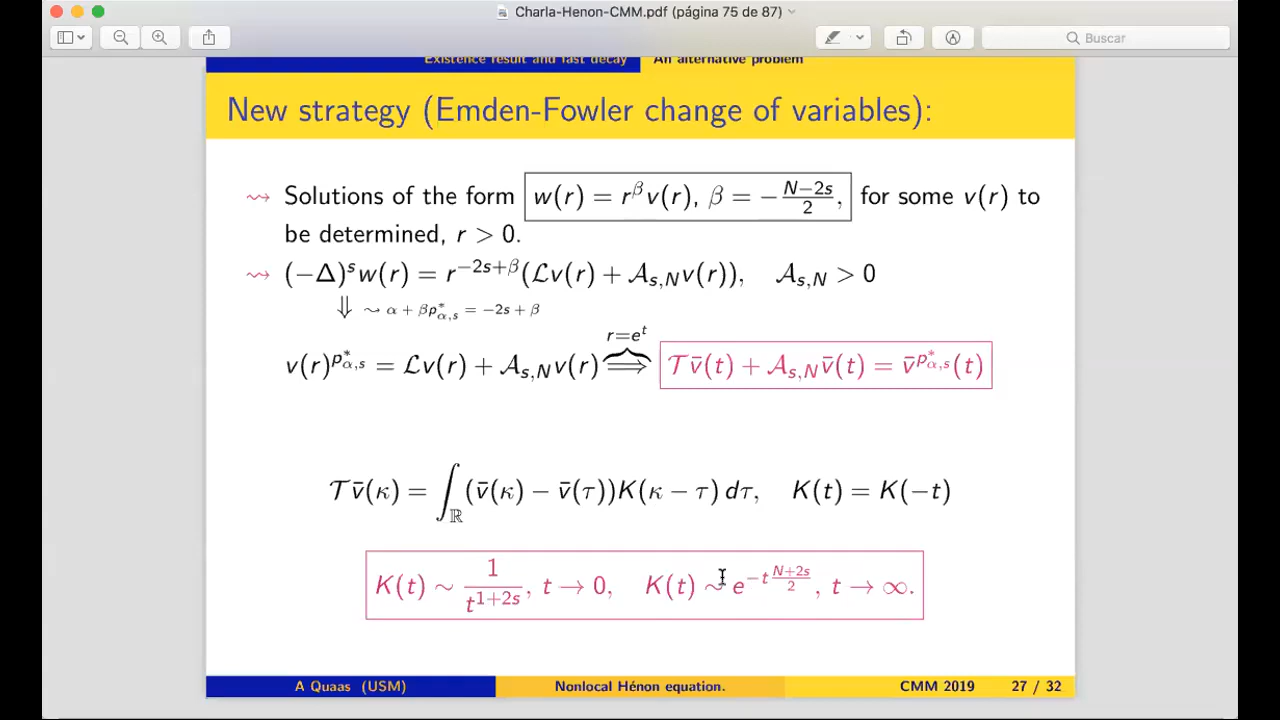 Charla-Henon-CMM.pdf (página 75 de 87)
Buscar
Existence result and fast decay An alternative problem
New strategy (Emden-Fowler change of variables):
⇝ Solutions of the form w(r) = r^β v(r), β = −(N−2s)/2, for some v(r) to
be determined, r > 0.
⇝ (−Δ)^s w(r) = r^{−2s+β}(ℒv(r) + 𝒜_{s,N}v(r)), 𝒜_{s,N} > 0
⇓ ⇝ α + βp*_{α,s} = −2s + β
v(r)^{p*_{α,s}} = ℒv(r) + 𝒜_{s,N}v(r) ⟹^{r=e^t} 𝒯v̄(t) + 𝒜_{s,N}v̄(t) = v̄^{p*_{α,s}}(t)
𝒯v̄(κ) = ∫_ℝ (v̄(κ) − v̄(τ))K(κ − τ) dτ, K(t) = K(−t)
K(t) ∼ 1/t^{1+2s}, t → 0, K(t) ∼ e^{−t (N+2s)/2}, t → ∞.
A Quaas (USM) Nonlocal Hénon equation. CMM 2019 27 / 32